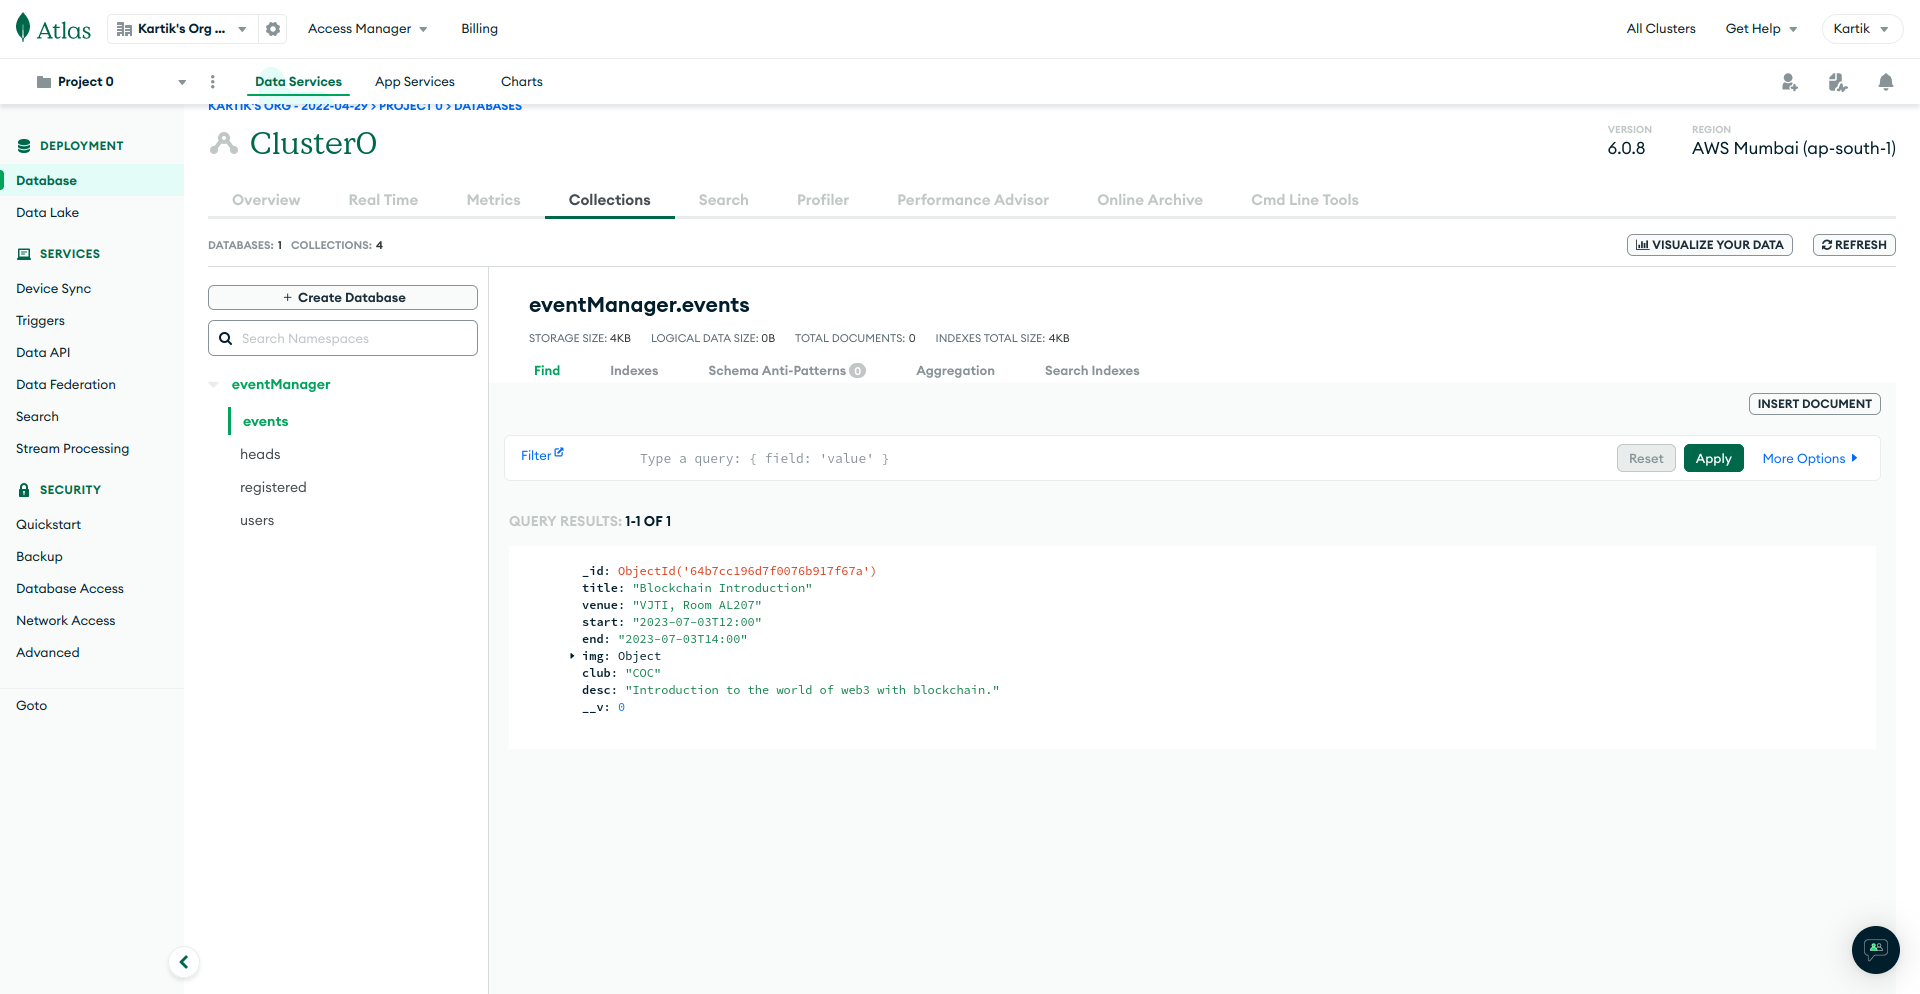 Atlas
Kartik's Org ...
Access Manager
Billing
All Clusters
Get Help
Kartik
Project 0
Data Services
App Services
Charts
KARTIK'S ORG - 2022-04-29 > PROJECT 0 > DATABASES
DEPLOYMENT
Database
Data Lake
SERVICES
Device Sync
Triggers
Data API
Data Federation
Search
Stream Processing
SECURITY
Quickstart
Backup
Database Access
Network Access
Advanced
Goto
Cluster0
VERSION
6.0.8
REGION
AWS Mumbai (ap-south-1)
Overview
Real Time
Metrics
Collections
Search
Profiler
Performance Advisor
Online Archive
Cmd Line Tools
DATABASES: 1 COLLECTIONS: 4
VISUALIZE YOUR DATA
REFRESH
+ Create Database
Search Namespaces
eventManager
events
heads
registered
users
eventManager.events
STORAGE SIZE: 4KB LOGICAL DATA SIZE: 0B TOTAL DOCUMENTS: 0 INDEXES TOTAL SIZE: 4KB
Find
Indexes
Schema Anti-Patterns 0
Aggregation
Search Indexes
INSERT DOCUMENT
Filter
Type a query: { field: 'value' }
Reset
Apply
More Options
QUERY RESULTS: 1-1 OF 1
_id: ObjectId('64b7cc196d7f0076b917f67a')
title: "Blockchain Introduction"
venue: "VJTI, Room AL207"
start: "2023-07-03T12:00"
end: "2023-07-03T14:00"
img: Object
club: "COC"
desc: "Introduction to the world of web3 with blockchain."
__v: 0